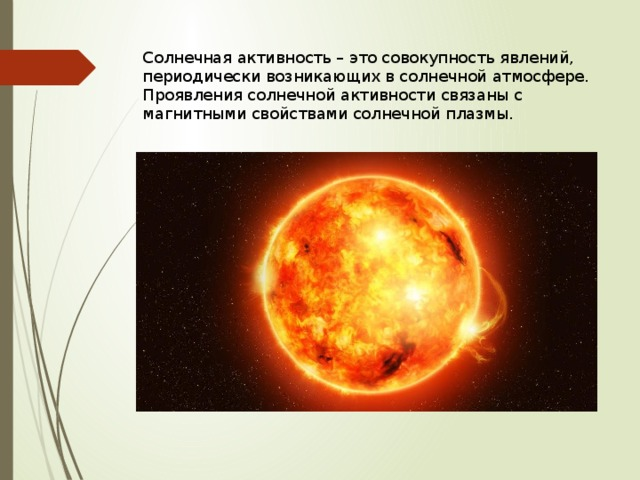 Солнечная активность – это совокупность явлений,
периодически возникающих в солнечной атмосфере.
Проявления солнечной активности связаны с
магнитными свойствами солнечной плазмы.